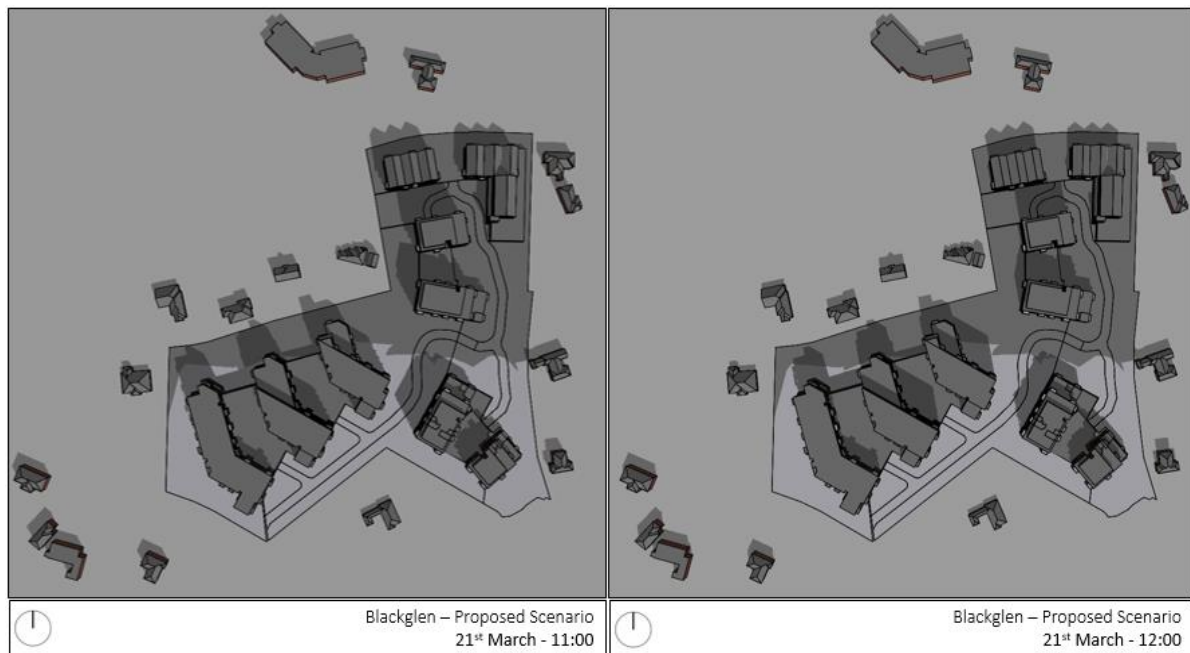 Blackglen – Proposed Scenario
21st March - 11:00
Blackglen – Proposed Scenario
21st March - 12:00